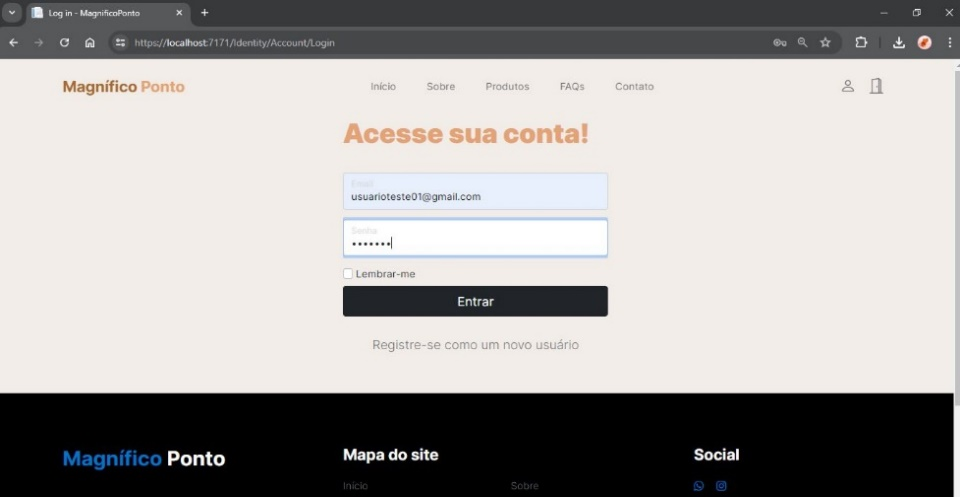 Log in - MagnificoPonto
https://localhost:7171/Identity/Account/Login
Magnífico Ponto
Início Sobre Produtos FAQs Contato
Acesse sua conta!
Email
usuarioteste01@gmail.com
Senha
Lembrar-me
Entrar
Registre-se como um novo usuário
Magnífico Ponto
Mapa do site
Social
Início
Sobre